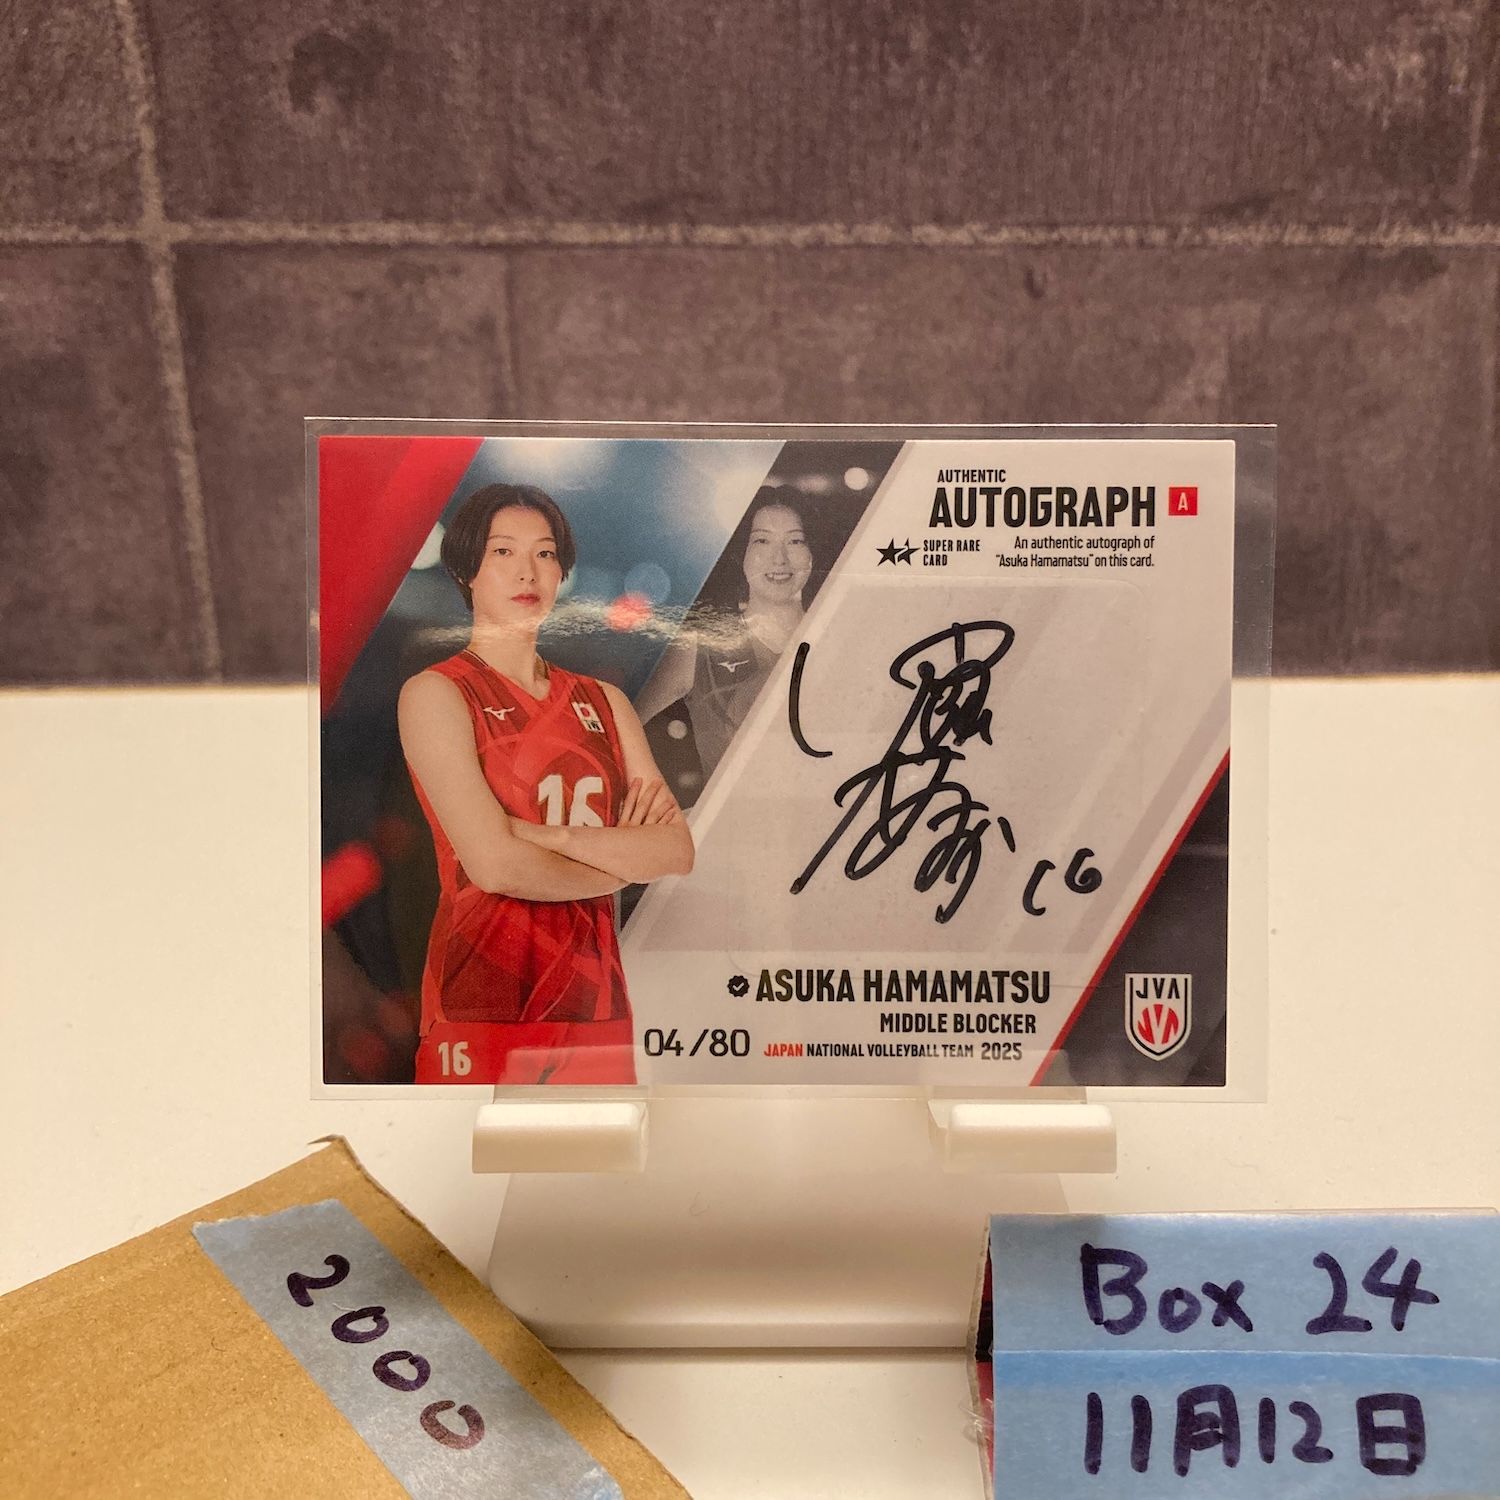 AUTHENTIC
AUTOGRAPH A
SUPER RARE
CARD
An authentic autograph of
"Asuka Hamamatsu" on this card.
16
16
16
ASUKA HAMAMATSU
MIDDLE BLOCKER
04/80
JAPAN NATIONAL VOLLEYBALL TEAM 2025
JVA
2000
Box 24
11月12日